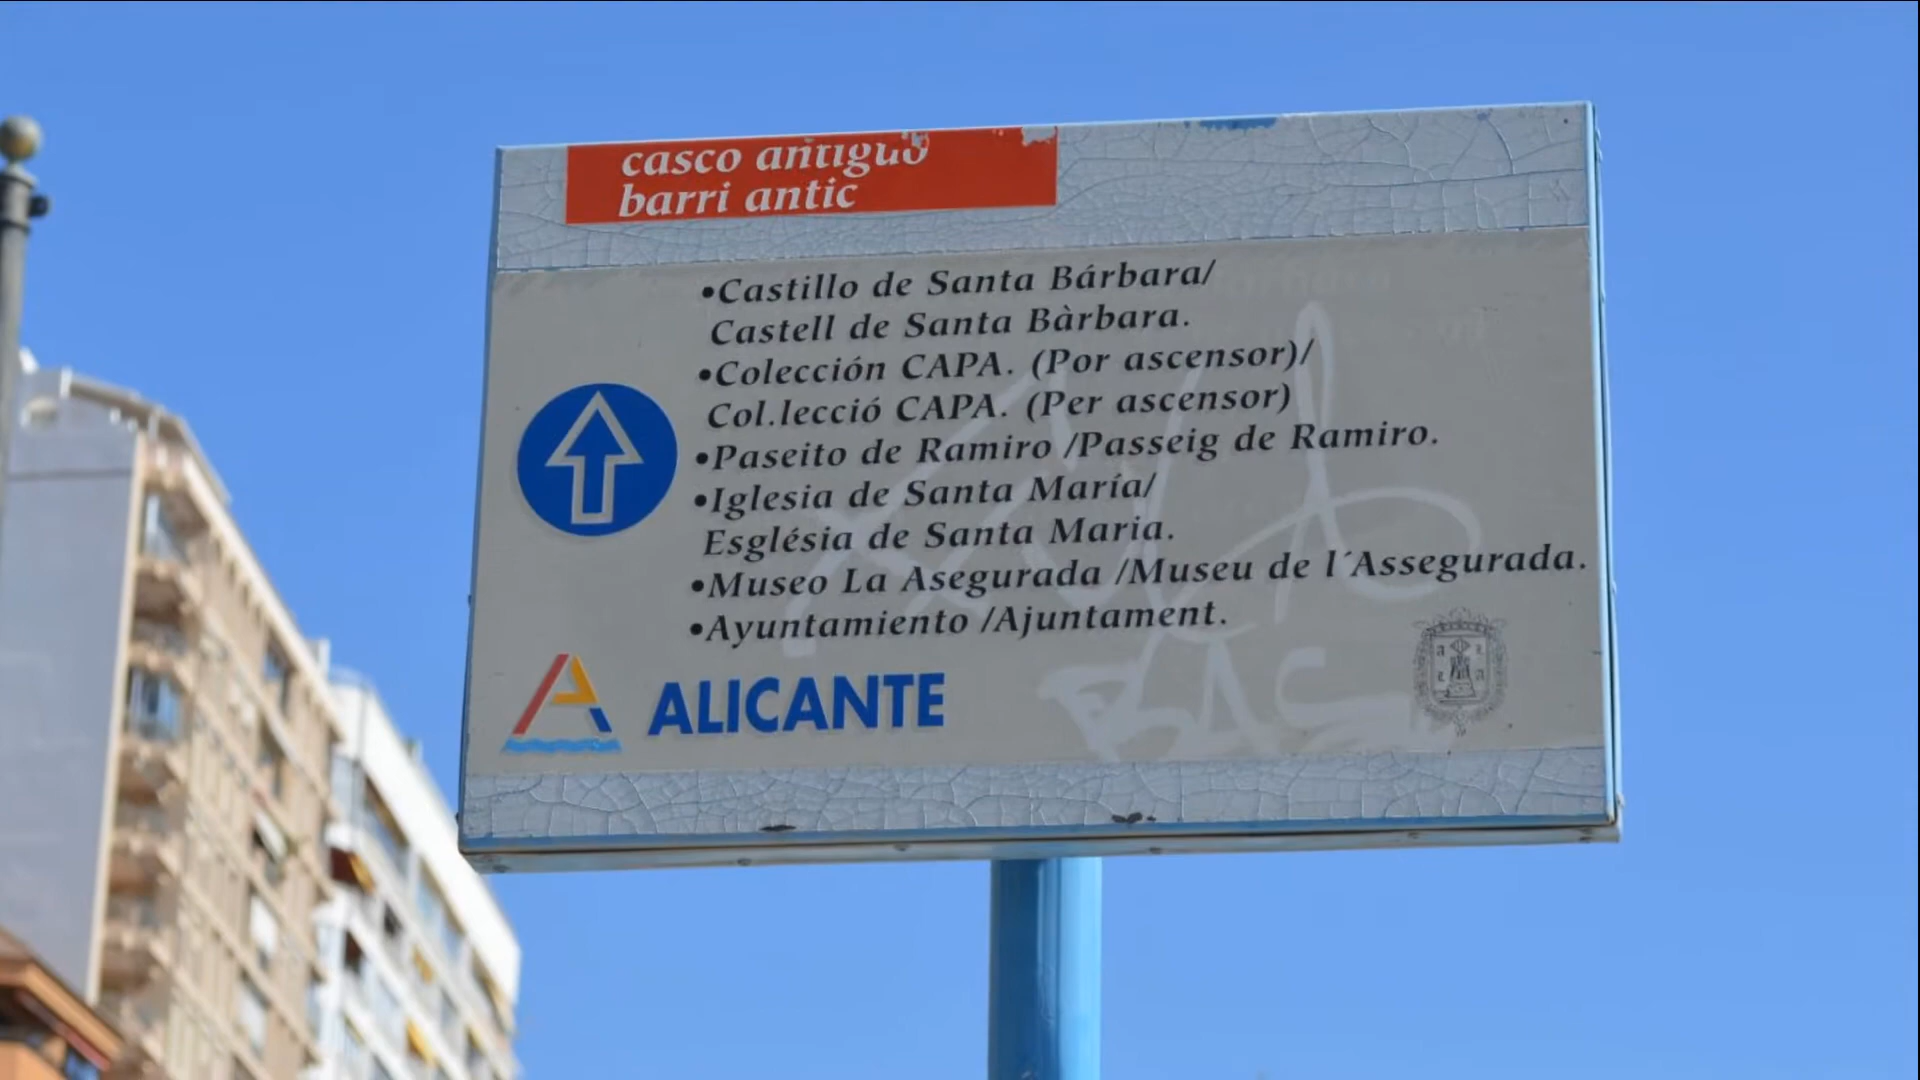 casco antiguo
barri antic
•Castillo de Santa Bárbara/
Castell de Santa Bàrbara.
•Colección CAPA. (Por ascensor)/
Col.lecció CAPA. (Per ascensor)
•Paseito de Ramiro /Passeig de Ramiro.
•Iglesia de Santa María/
Església de Santa Maria.
•Museo La Asegurada /Museu de l´Assegurada.
•Ayuntamiento /Ajuntament.
ALICANTE